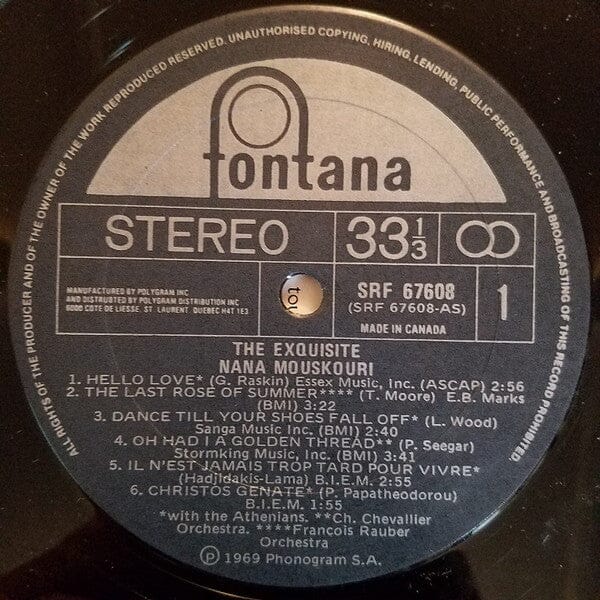 ALL RIGHTS OF THE PRODUCER AND OF THE OWNER OF THE WORK REPRODUCED RESERVED. UNAUTHORISED COPYING, HIRING, LENDING, PUBLIC PERFORMANCE AND BROADCASTING OF THIS RECORD PROHIBITED.
fontana
STEREO
33 1/3
MANUFACTURED BY POLYGRAM INC
AND DISTRIBUTED BY POLYGRAM DISTRIBUTION INC
6000 COTE DE LIESSE, ST. LAURENT, QUEBEC H4T 1E3
SRF 67608
(SRF 67608-AS)
MADE IN CANADA
1
THE EXQUISITE
NANA MOUSKOURI
1. HELLO LOVE* (G. Raskin) Essex Music, Inc. (ASCAP) 2:56
2. THE LAST ROSE OF SUMMER**** (T. Moore) E.B. Marks
(BMI) 3:22
3. DANCE TILL YOUR SHOES FALL OFF* (L. Wood)
Sanga Music Inc. (BMI) 2:40
4. OH HAD I A GOLDEN THREAD** (P. Seegar)
Stormking Music, Inc. (BMI) 3:41
5. IL N'EST JAMAIS TROP TARD POUR VIVRE*
(Hadjidakis-Lama) B.I.E.M. 2:55
6. CHRISTOS GENATE* (P. Papatheodorou)
B.I.E.M. 1:55
*with the Athenians. **Ch. Chevallier
Orchestra. ****Francois Rauber
Orchestra
Ⓟ 1969 Phonogram S.A.